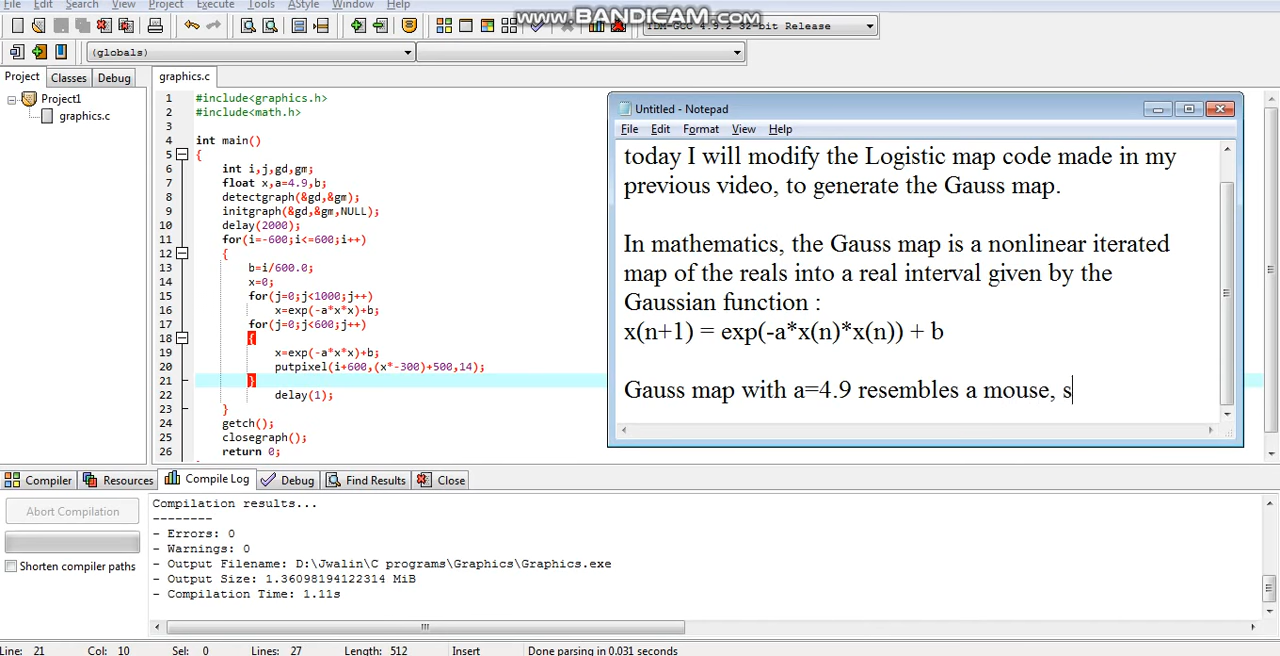 File Edit Search View Project Execute Tools AStyle Window Help
www.BANDICAM.com
TDM-GCC 4.9.2 32-bit Release
(globals)
Project Classes Debug
graphics.c
Project1
graphics.c
1 #include<graphics.h>
2 #include<math.h>
3
4 int main()
5 {
6 int i,j,gd,gm;
7 float x,a=4.9,b;
8 detectgraph(&gd,&gm);
9 initgraph(&gd,&gm,NULL);
10 delay(2000);
11 for(i=-600;i<=600;i++)
12 {
13 b=i/600.0;
14 x=0;
15 for(j=0;j<1000;j++)
16 x=exp(-a*x*x)+b;
17 for(j=0;j<600;j++)
18 {
19 x=exp(-a*x*x)+b;
20 putpixel(i+600,(x*-300)+500,14);
21 }
22 delay(1);
23 }
24 getch();
25 closegraph();
26 return 0;
Untitled - Notepad
File Edit Format View Help
today I will modify the Logistic map code made in my
previous video, to generate the Gauss map.
In mathematics, the Gauss map is a nonlinear iterated
map of the reals into a real interval given by the
Gaussian function :
x(n+1) = exp(-a*x(n)*x(n)) + b
Gauss map with a=4.9 resembles a mouse, s
Compiler Resources Compile Log Debug Find Results Close
Abort Compilation
Shorten compiler paths
Compilation results...
--------
- Errors: 0
- Warnings: 0
- Output Filename: D:\Jwalin\C programs\Graphics\Graphics.exe
- Output Size: 1.36098194122314 MiB
- Compilation Time: 1.11s
Line: 21 Col: 10 Sel: 0 Lines: 27 Length: 512 Insert Done parsing in 0.031 seconds